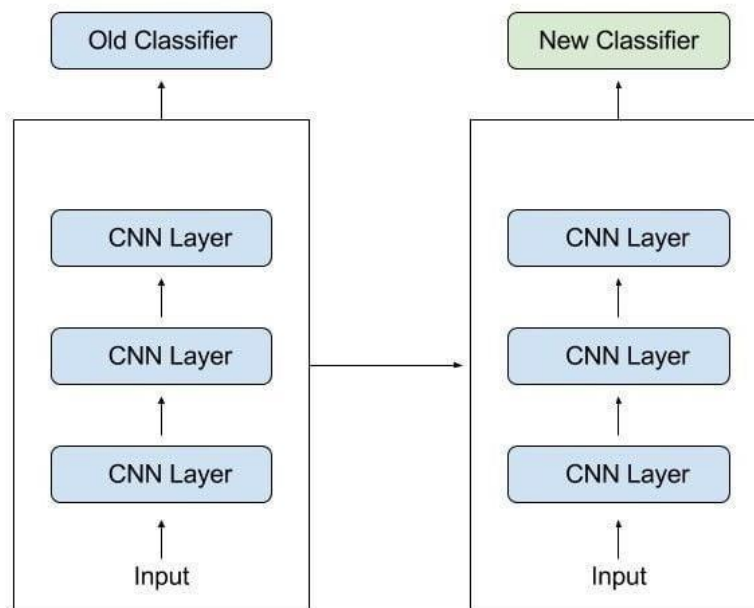 Old Classifier
CNN Layer
CNN Layer
CNN Layer
Input
New Classifier
CNN Layer
CNN Layer
CNN Layer
Input